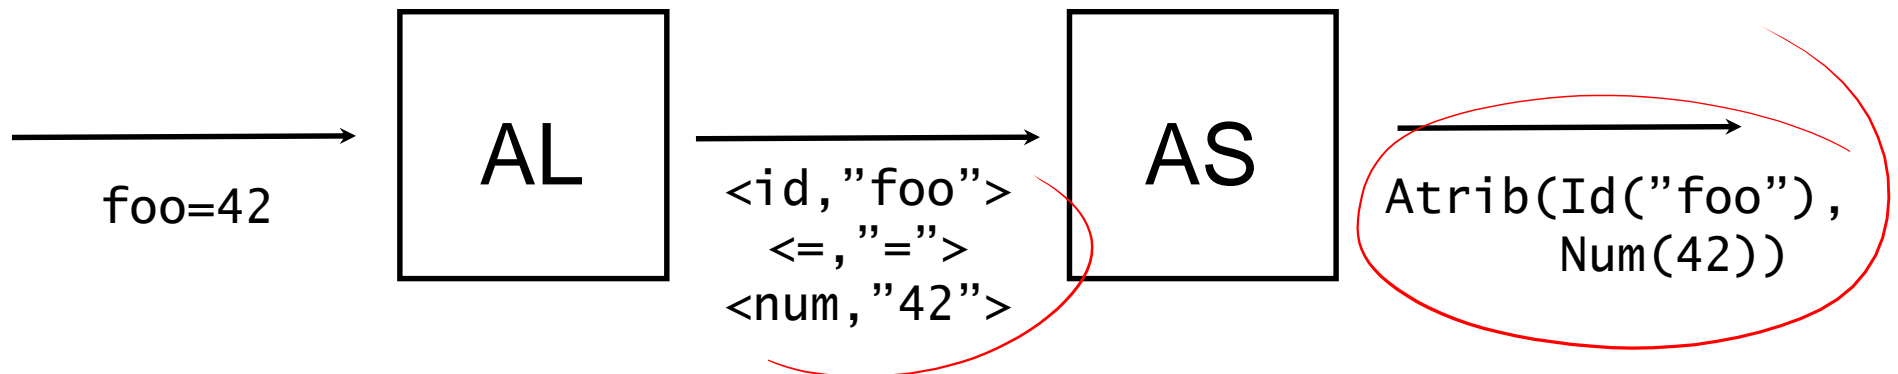 foo=42
AL
<id,”foo”>
<=,”=”>
<num,”42”>
AS
Atrib(Id(”foo”),
Num(42))